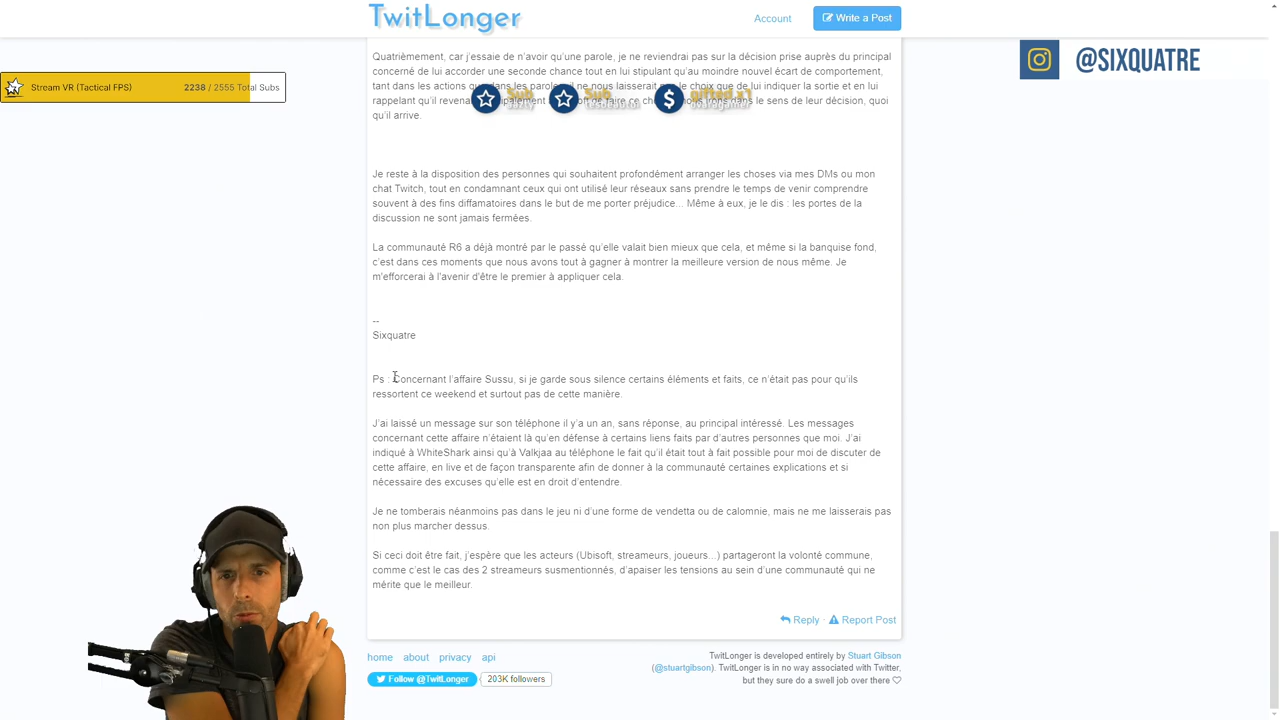 TwitLonger
Account
Write a Post
@SIXQUATRE
Stream VR (Tactical FPS)
2238 / 2555 Total Subs
Quatrièmement, car j'essaie de n'avoir qu'une parole, je ne reviendrai pas sur la décision prise auprès du principal
concerné de lui accorder une seconde chance tout en lui stipulant qu'au moindre nouvel écart de comportement,
tant dans les actions que dans les paroles, il ne nous laisserait pas le choix que de lui indiquer la sortie et en lui
rappelant qu'il de faire ce dans le sens de leur décision, quoi
qu'il arrive.
Sub
Sub
gifted x1
Je reste à la disposition des personnes qui souhaitent profondément arranger les choses via mes DMs ou mon
chat Twitch, tout en condamnant ceux qui ont utilisé leur réseaux sans prendre le temps de venir comprendre
souvent à des fins diffamatoires dans le but de me porter préjudice... Même à eux, je le dis : les portes de la
discussion ne sont jamais fermées.
La communauté R6 a déjà montré par le passé qu'elle valait bien mieux que cela, et même si la banquise fond,
c'est dans ces moments que nous avons tout à gagner à montrer la meilleure version de nous même. Je
m'efforcerai à l'avenir d'être le premier à appliquer cela.
--
Sixquatre
Ps : Concernant l'affaire Sussu, si je garde sous silence certains éléments et faits, ce n'était pas pour qu'ils
ressortent ce weekend et surtout pas de cette manière.
J'ai laissé un message sur son téléphone il y'a un an, sans réponse, au principal intéressé. Les messages
concernant cette affaire n'étaient là qu'en défense à certains liens faits par d'autres personnes que moi. J'ai
indiqué à WhiteShark ainsi qu'à Valkjaa au téléphone le fait qu'il était tout à fait possible pour moi de discuter de
cette affaire, en live et de façon transparente afin de donner à la communauté certaines explications et si
nécessaire des excuses qu'elle est en droit d'entendre.
Je ne tomberais néanmoins pas dans le jeu ni d'une forme de vendetta ou de calomnie, mais ne me laisserais pas
non plus marcher dessus.
Si ceci doit être fait, j'espère que les acteurs (Ubisoft, streameurs, joueurs...) partageront la volonté commune,
comme c'est le cas des 2 streameurs susmentionnés, d'apaiser les tensions au sein d'une communauté qui ne
mérite que le meilleur.
Reply · Report Post
home about privacy api
Follow @TwitLonger 203K followers
TwitLonger is developed entirely by Stuart Gibson
(@stuartgibson). TwitLonger is in no way associated with Twitter,
but they sure do a swell job over there